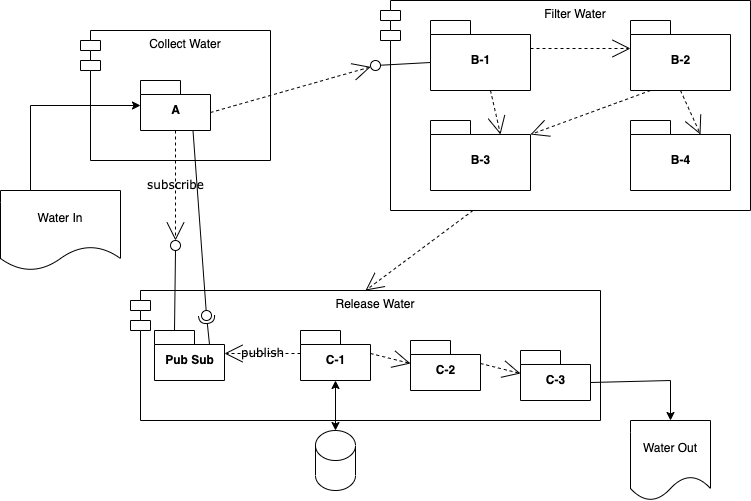 Filter Water
Collect Water
B-1
B-2
A
B-3
B-4
subscribe
Water In
Release Water
Pub Sub
publish
C-1
C-2
C-3
Water Out